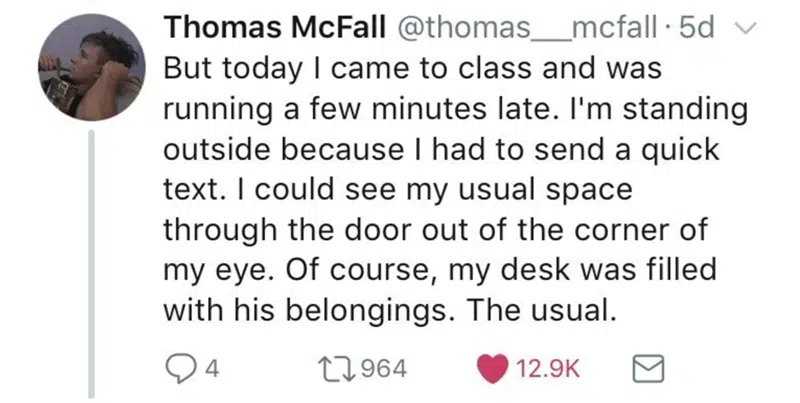 Thomas McFall @thomas__mcfall · 5d
But today I came to class and was
running a few minutes late. I'm standing
outside because I had to send a quick
text. I could see my usual space
through the door out of the corner of
my eye. Of course, my desk was filled
with his belongings. The usual.
4 964 12.9K